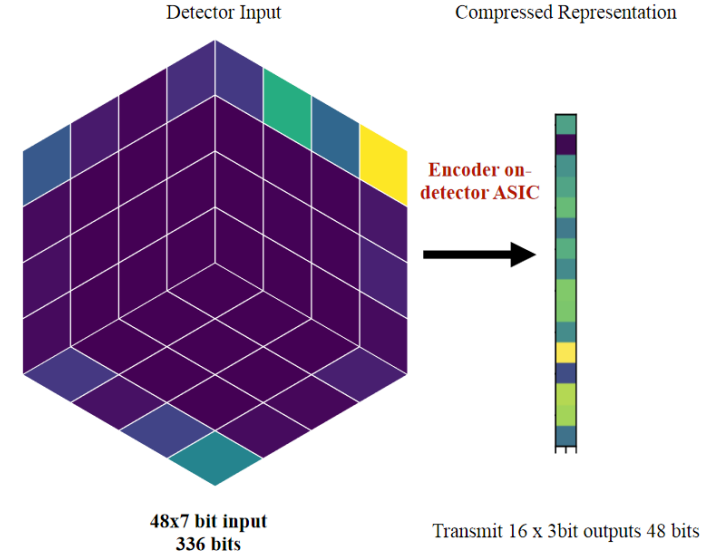 Detector Input
Compressed Representation
Encoder on-
detector ASIC
48x7 bit input
336 bits
Transmit 16 x 3bit outputs 48 bits